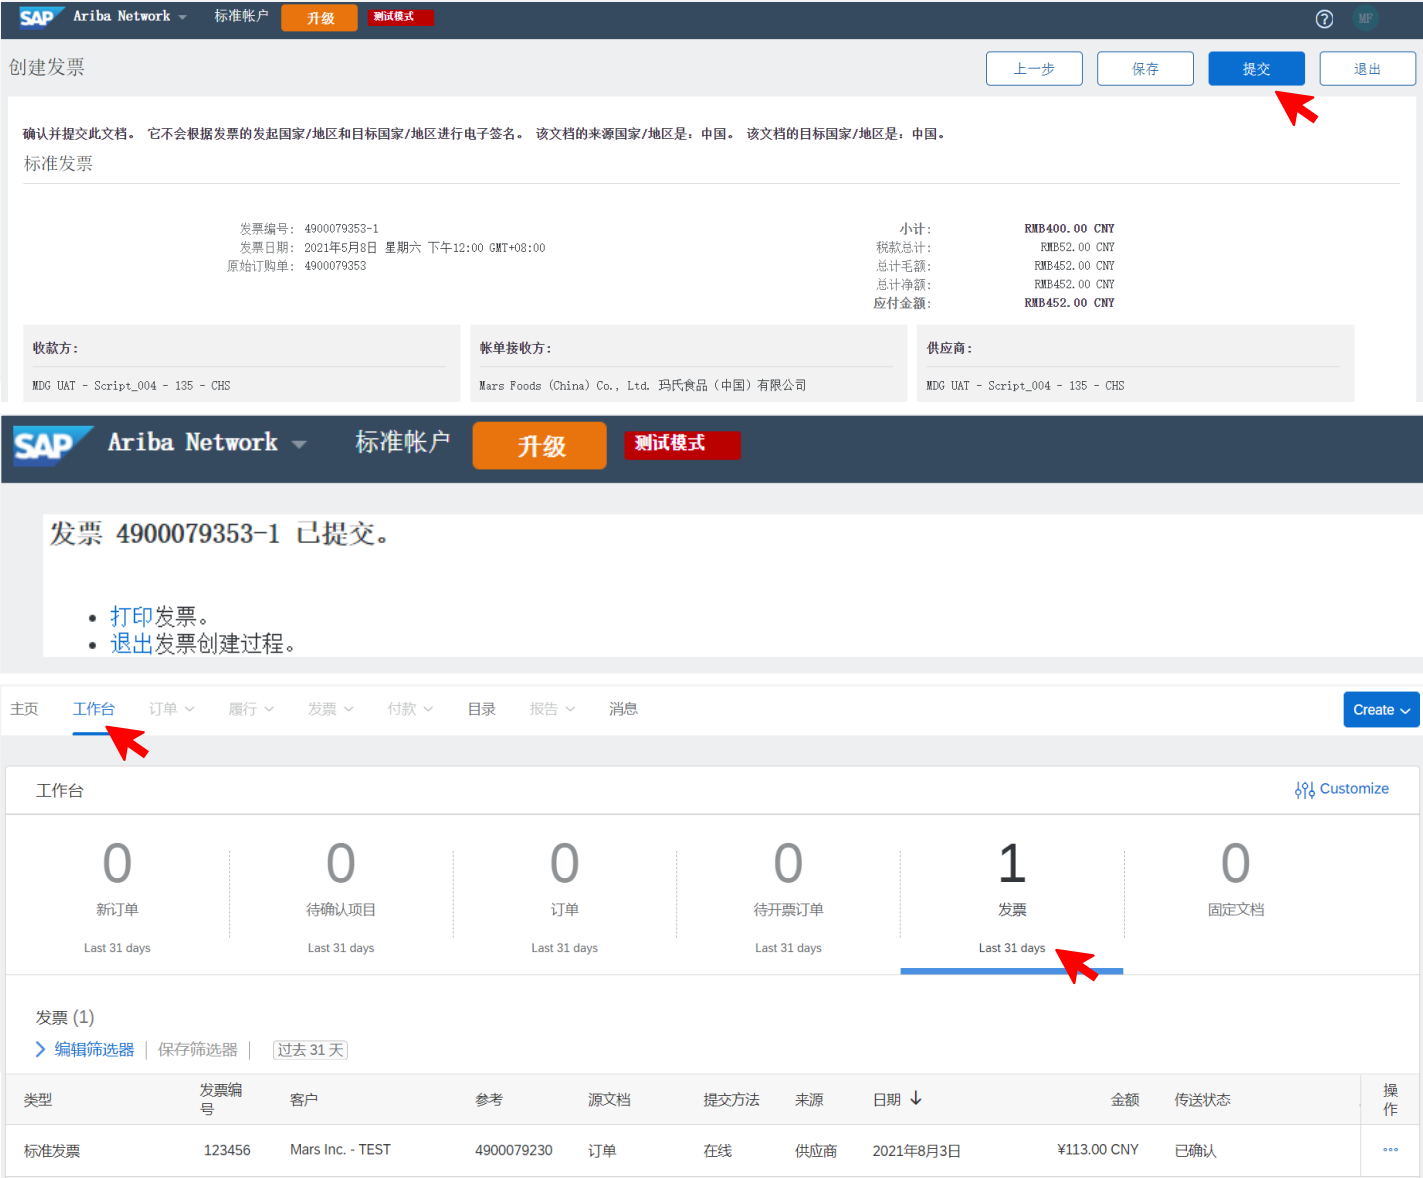 SAP Ariba Network 标准帐户 升级 测试模式 ? MF
创建发票 上一步 保存 提交 退出
确认并提交此文档。 它不会根据发票的发起国家/地区和目标国家/地区进行电子签名。 该文档的来源国家/地区是：中国。 该文档的目标国家/地区是：中国。
标准发票
发票编号: 4900079353-1 小计: RMB400.00 CNY
发票日期: 2021年5月8日 星期六 下午12:00 GMT+08:00 税款总计: RMB52.00 CNY
原始订购单: 4900079353 总计毛额: RMB452.00 CNY
总计净额: RMB452.00 CNY
应付金额: RMB452.00 CNY
收款方: 帐单接收方: 供应商:
MDG UAT - Script_004 - 135 - CHS Mars Foods (China) Co., Ltd. 玛氏食品（中国）有限公司 MDG UAT - Script_004 - 135 - CHS
SAP Ariba Network 标准帐户 升级 测试模式
发票 4900079353-1 已提交。
• 打印发票。
• 退出发票创建过程。
主页 工作台 订单 履行 发票 付款 目录 报告 消息 Create
工作台 Customize
0 0 0 0 1 0
新订单 待确认项目 订单 待开票订单 发票 固定文档
Last 31 days Last 31 days Last 31 days Last 31 days Last 31 days
发票 (1)
编辑筛选器 | 保存筛选器 | 过去 31 天
类型 发票编号 客户 参考 源文档 提交方法 来源 日期 ↓ 金额 传送状态 操作
标准发票 123456 Mars Inc. - TEST 4900079230 订单 在线 供应商 2021年8月3日 ¥113.00 CNY 已确认 •••